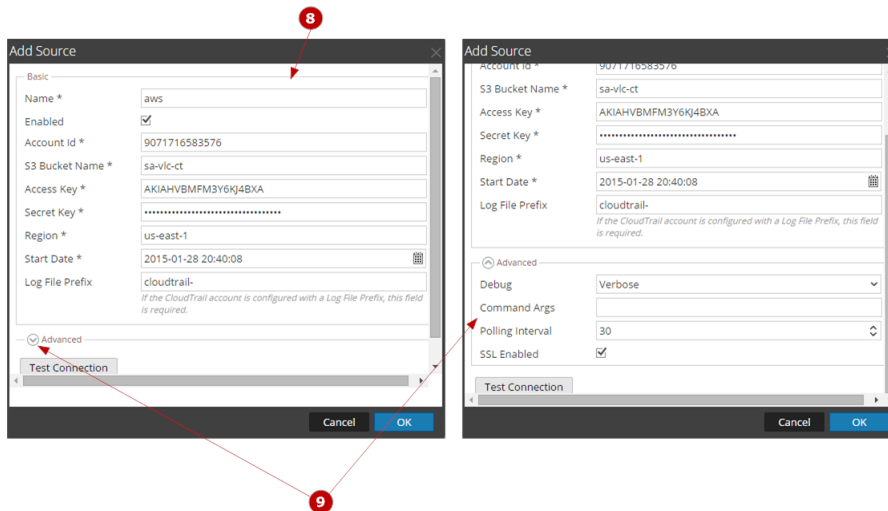 8
Add Source
Basic
Name * aws
Enabled
Account Id * 9071716583576
S3 Bucket Name * sa-vlc-ct
Access Key * AKIAHVBMFM3Y6KJ4BXA
Secret Key * ••••••••••••••••••••••••••••••••••
Region * us-east-1
Start Date * 2015-01-28 20:40:08
Log File Prefix cloudtrail-
If the CloudTrail account is configured with a Log File Prefix, this field
is required.
Advanced
Test Connection
Cancel OK
Add Source
Account Id * 9071716583576
S3 Bucket Name * sa-vlc-ct
Access Key * AKIAHVBMFM3Y6KJ4BXA
Secret Key * ••••••••••••••••••••••••••••••••••
Region * us-east-1
Start Date * 2015-01-28 20:40:08
Log File Prefix cloudtrail-
If the CloudTrail account is configured with a Log File Prefix, this field
is required.
Advanced
Debug Verbose
Command Args
Polling Interval 30
SSL Enabled
Test Connection
Cancel OK
9